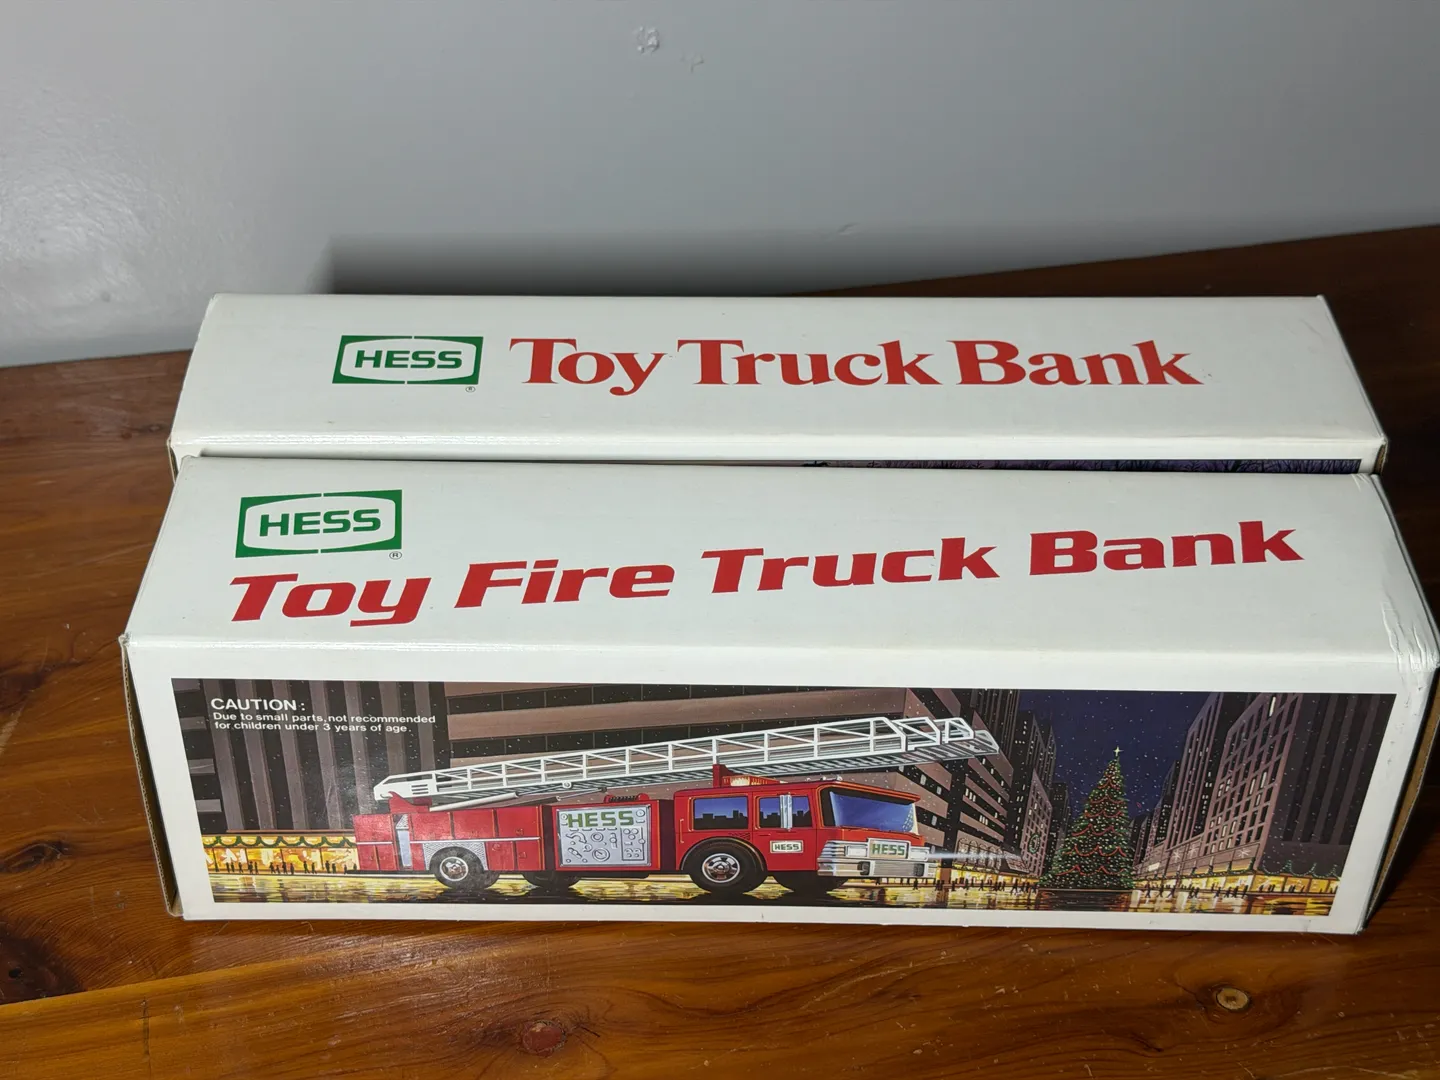 HESS Toy Truck Bank
®
HESS
®
Toy Fire Truck Bank
CAUTION:
Due to small parts, not recommended
for children under 3 years of age.
HESS
HESS
HESS